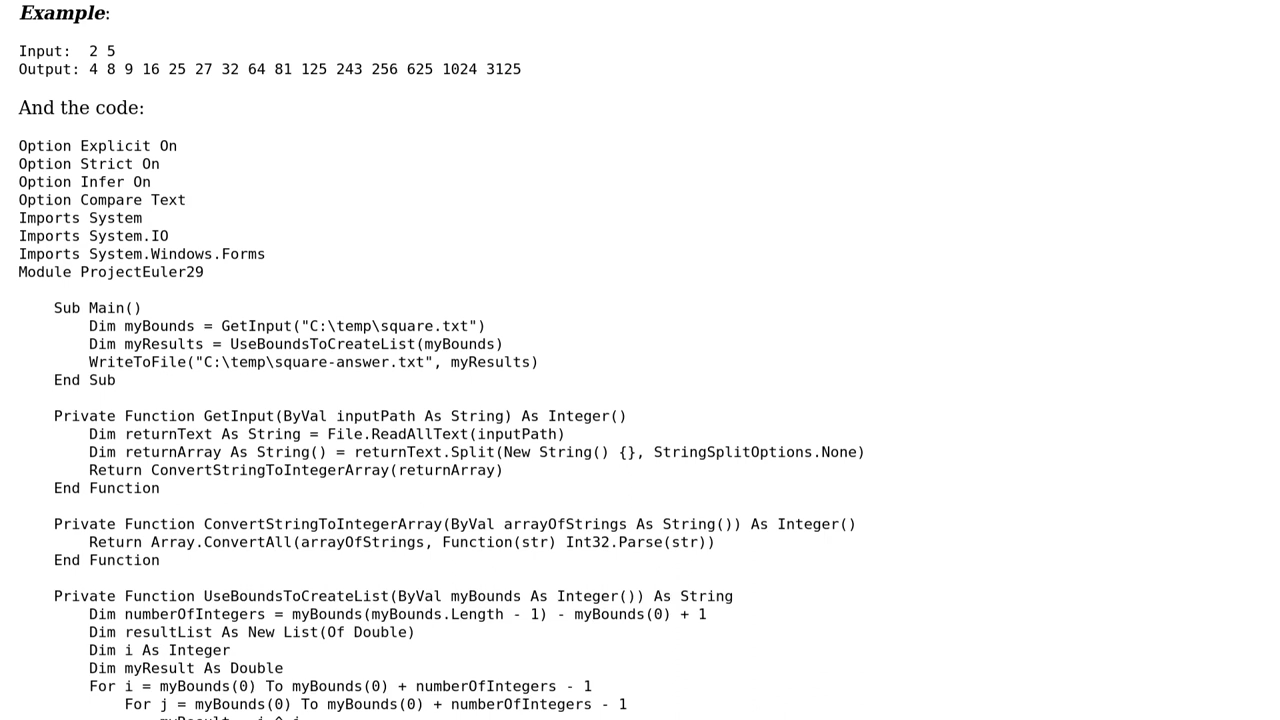 Example:
Input:  2 5
Output: 4 8 9 16 25 27 32 64 81 125 243 256 625 1024 3125
And the code:
Option Explicit On
Option Strict On
Option Infer On
Option Compare Text
Imports System
Imports System.IO
Imports System.Windows.Forms
Module ProjectEuler29
    Sub Main()
        Dim myBounds = GetInput("C:\temp\square.txt")
        Dim myResults = UseBoundsToCreateList(myBounds)
        WriteToFile("C:\temp\square-answer.txt", myResults)
    End Sub
    Private Function GetInput(ByVal inputPath As String) As Integer()
        Dim returnText As String = File.ReadAllText(inputPath)
        Dim returnArray As String() = returnText.Split(New String() {}, StringSplitOptions.None)
        Return ConvertStringToIntegerArray(returnArray)
    End Function
    Private Function ConvertStringToIntegerArray(ByVal arrayOfStrings As String()) As Integer()
        Return Array.ConvertAll(arrayOfStrings, Function(str) Int32.Parse(str))
    End Function
    Private Function UseBoundsToCreateList(ByVal myBounds As Integer()) As String
        Dim numberOfIntegers = myBounds(myBounds.Length - 1) - myBounds(0) + 1
        Dim resultList As New List(Of Double)
        Dim i As Integer
        Dim myResult As Double
        For i = myBounds(0) To myBounds(0) + numberOfIntegers - 1
            For j = myBounds(0) To myBounds(0) + numberOfIntegers - 1